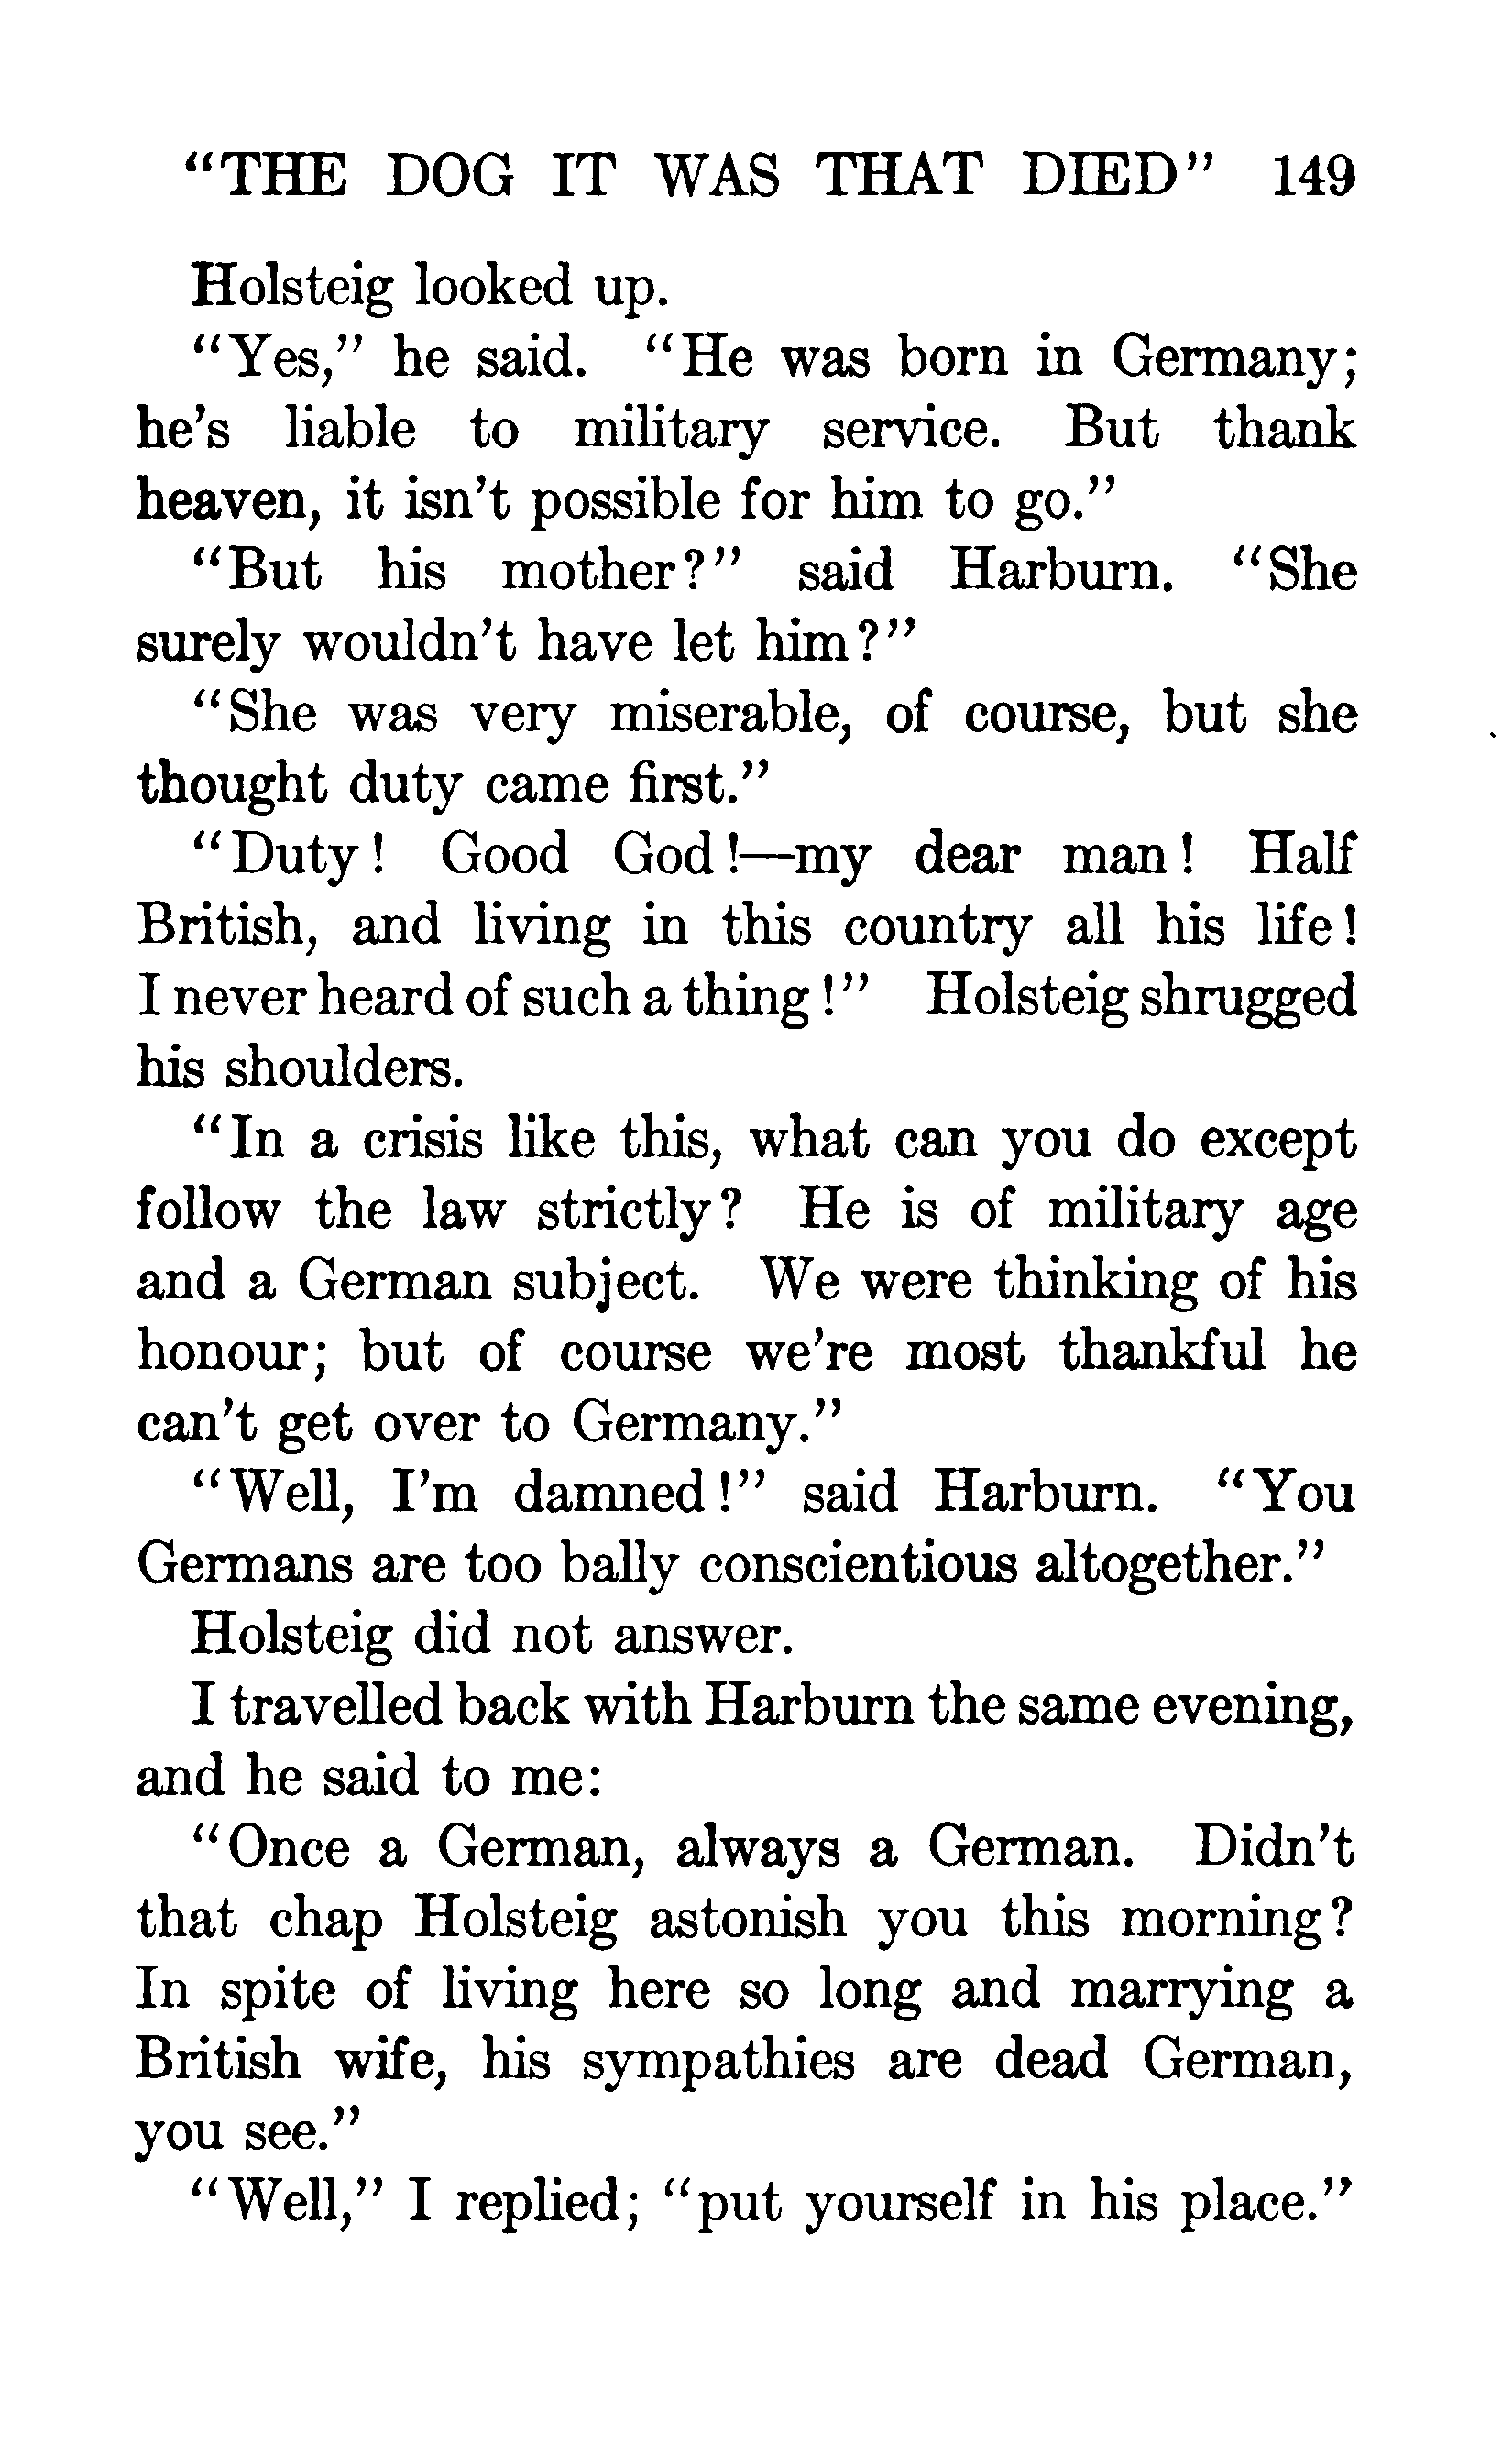 “THE DOG IT WAS THAT DIED” 149
Holsteig looked up.
“Yes,” he said. “He was born in Germany;
he’s liable to military service. But thank
heaven, it isn’t possible for him to go.”
“But his mother?” said Harburn. “She
surely wouldn’t have let him?”
“She was very miserable, of course, but she
thought duty came first.”
“Duty! Good God!—my dear man! Half
British, and living in this country all his life!
I never heard of such a thing!” Holsteig shrugged
his shoulders.
“In a crisis like this, what can you do except
follow the law strictly? He is of military age
and a German subject. We were thinking of his
honour; but of course we’re most thankful he
can’t get over to Germany.”
“Well, I’m damned!” said Harburn. “You
Germans are too bally conscientious altogether.”
Holsteig did not answer.
I travelled back with Harburn the same evening,
and he said to me:
“Once a German, always a German. Didn’t
that chap Holsteig astonish you this morning?
In spite of living here so long and marrying a
British wife, his sympathies are dead German,
you see.”
“Well,” I replied; “put yourself in his place.”